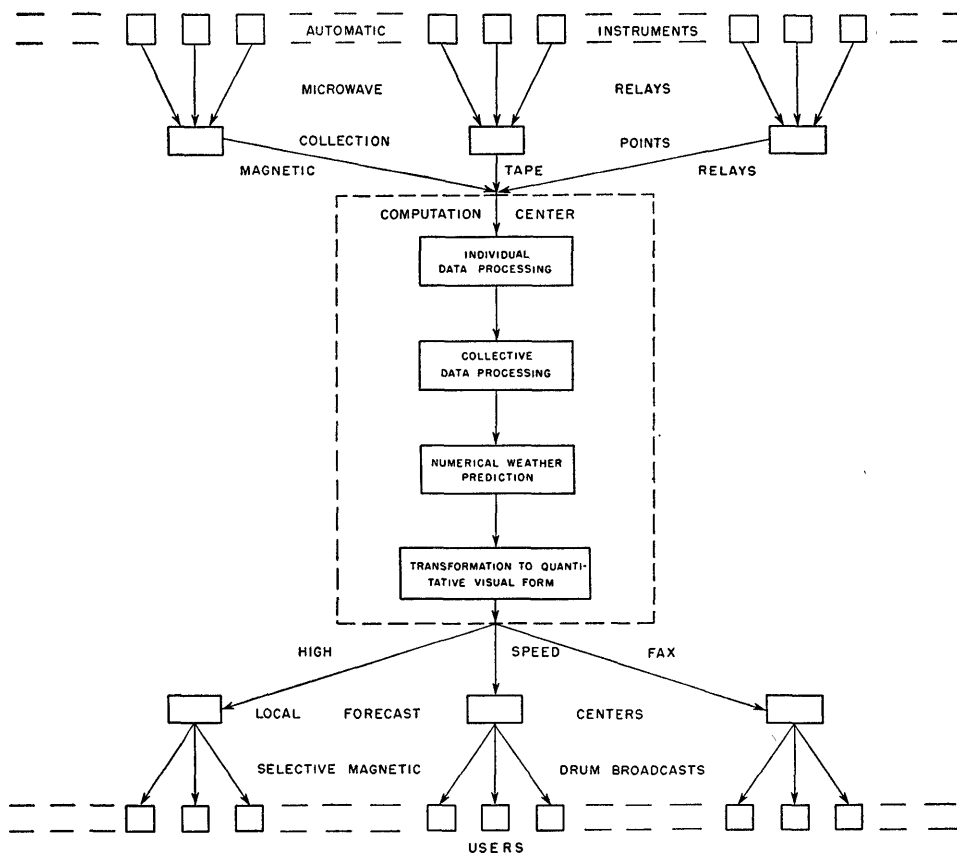 AUTOMATIC INSTRUMENTS
MICROWAVE RELAYS
COLLECTION POINTS
MAGNETIC TAPE RELAYS
COMPUTATION CENTER
INDIVIDUAL
DATA PROCESSING
COLLECTIVE
DATA PROCESSING
NUMERICAL WEATHER
PREDICTION
TRANSFORMATION TO QUANTI-
TATIVE VISUAL FORM
HIGH SPEED FAX
LOCAL FORECAST CENTERS
SELECTIVE MAGNETIC DRUM BROADCASTS
USERS